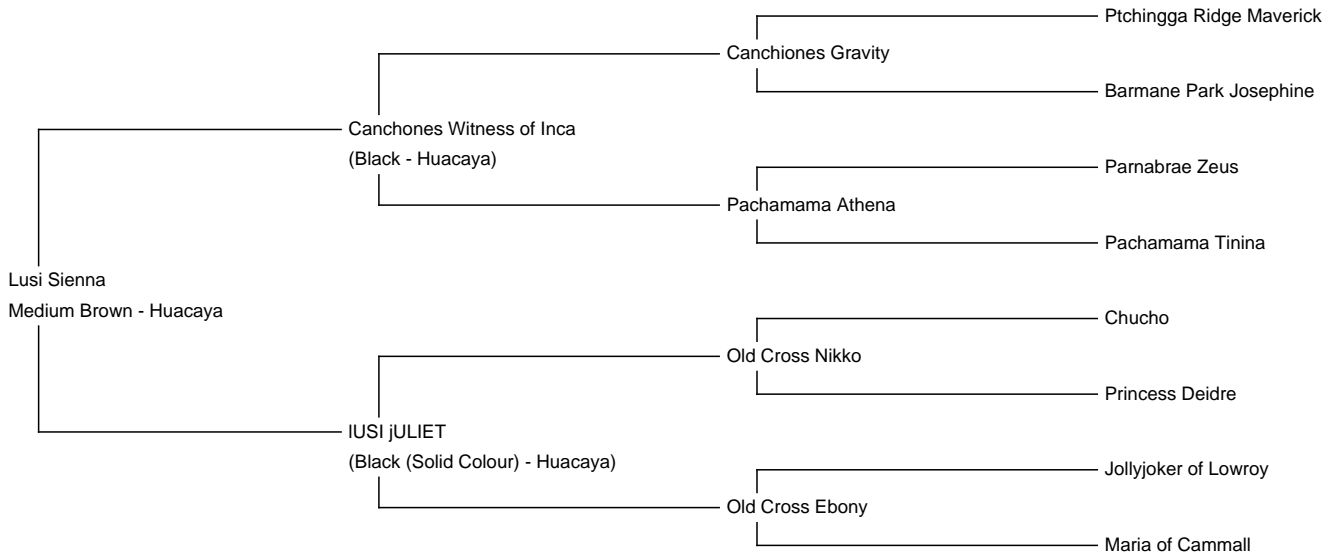 Ptchingga Ridge Maverick
Canchiones Gravity
Barmane Park Josephine
Canchones Witness of Inca
(Black - Huacaya)
Parnabrae Zeus
Pachamama Athena
Pachamama Tinina
Lusi Sienna
Medium Brown - Huacaya
Chucho
Old Cross Nikko
Princess Deidre
lUSI jULIET
(Black (Solid Colour) - Huacaya)
Jollyjoker of Lowroy
Old Cross Ebony
Maria of Cammall